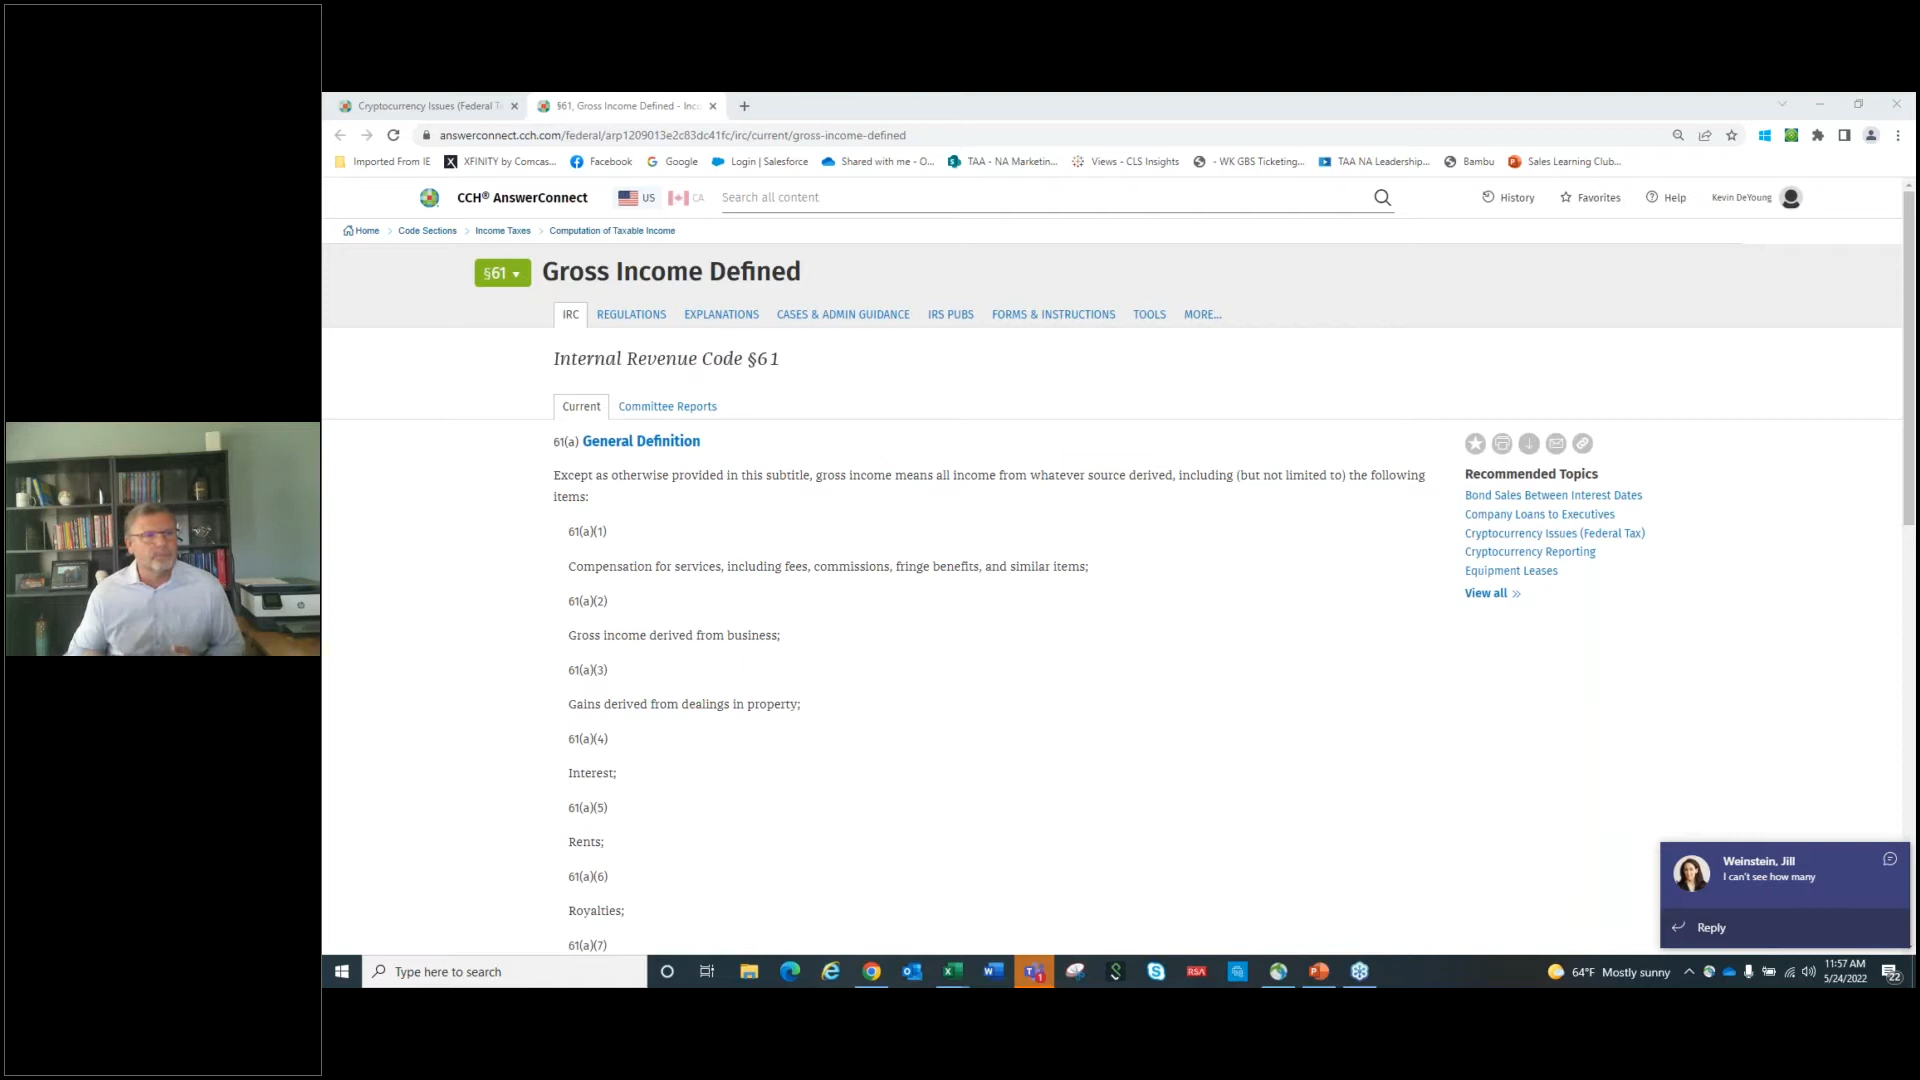 Cryptocurrency Issues (Federal T
§61, Gross Income Defined - Inco
answerconnect.cch.com/federal/arp1209013e2c83dc41fc/irc/current/gross-income-defined
Imported From IE
XFINITY by Comcas...
Facebook
Google
Login | Salesforce
Shared with me - O...
TAA - NA Marketin...
Views - CLS Insights
- WK GBS Ticketing...
TAA NA Leadership...
Bambu
Sales Learning Club...
CCH® AnswerConnect
US
CA
Search all content
History
Favorites
Help
Kevin DeYoung
Home
Code Sections
Income Taxes
Computation of Taxable Income
§61
Gross Income Defined
IRC
REGULATIONS
EXPLANATIONS
CASES & ADMIN GUIDANCE
IRS PUBS
FORMS & INSTRUCTIONS
TOOLS
MORE...
Internal Revenue Code §61
Current
Committee Reports
61(a) General Definition
Except as otherwise provided in this subtitle, gross income means all income from whatever source derived, including (but not limited to) the following
items:
61(a)(1)
Compensation for services, including fees, commissions, fringe benefits, and similar items;
61(a)(2)
Gross income derived from business;
61(a)(3)
Gains derived from dealings in property;
61(a)(4)
Interest;
61(a)(5)
Rents;
61(a)(6)
Royalties;
61(a)(7)
Recommended Topics
Bond Sales Between Interest Dates
Company Loans to Executives
Cryptocurrency Issues (Federal Tax)
Cryptocurrency Reporting
Equipment Leases
View all
Weinstein, Jill
I can't see how many
Reply
Type here to search
RSA
64°F Mostly sunny
11:57 AM
5/24/2022
22